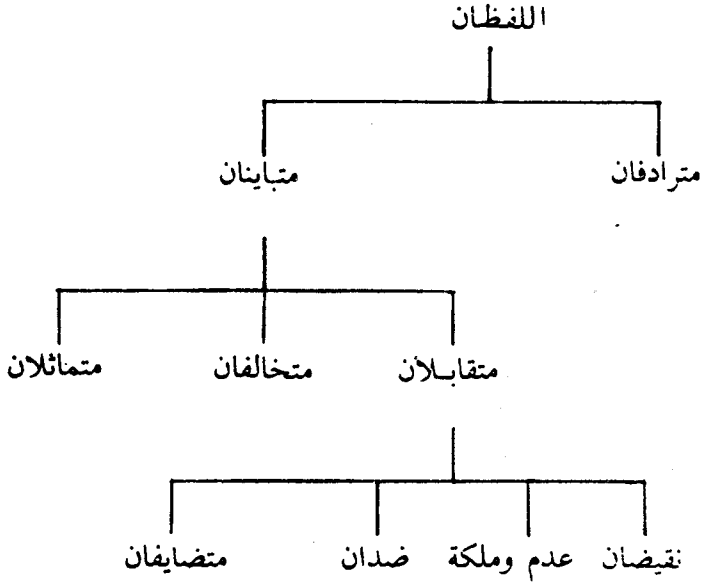 اللفظان
مترادفان متباينان
متقابلان متخالفان متماثلان
نقيضان عدم وملكة ضدان متضايفان